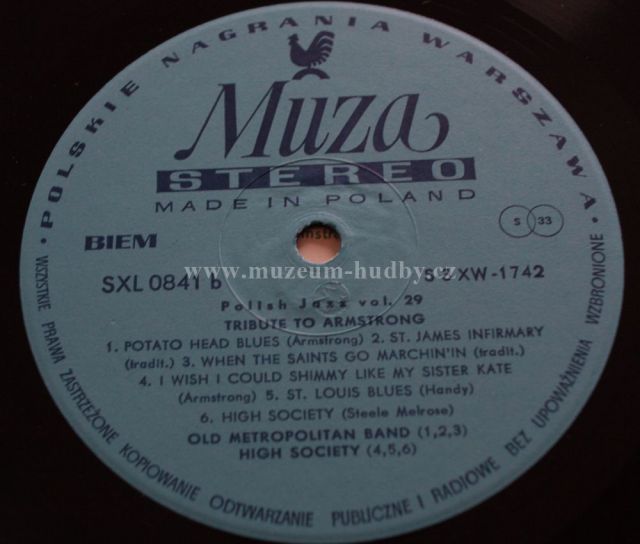 • POLSKIE NAGRANIA WARSZAWA •
Muza
STEREO
MADE IN POLAND
S 33
BIEM
www.muzeum-hudby.cz
SXL 0841 b
XW-1742
Polish Jazz vol. 29
TRIBUTE TO ARMSTRONG
1. POTATO HEAD BLUES (Armstrong) 2. ST. JAMES INFIRMARY
(tradit.) 3. WHEN THE SAINTS GO MARCHIN'IN (tradit.)
4. I WISH I COULD SHIMMY LIKE MY SISTER KATE
(Armstrong) 5. ST. LOUIS BLUES (Handy)
6. HIGH SOCIETY (Steele Melrose)
OLD METROPOLITAN BAND (1,2,3)
HIGH SOCIETY (4,5,6)
WSZYSTKIE PRAWA ZASTRZEŻONE KOPIOWANIE ODTWARZANIE PUBLICZNE I RADIOWE BEZ UPOWAŻNIENIA WZBRONIONE